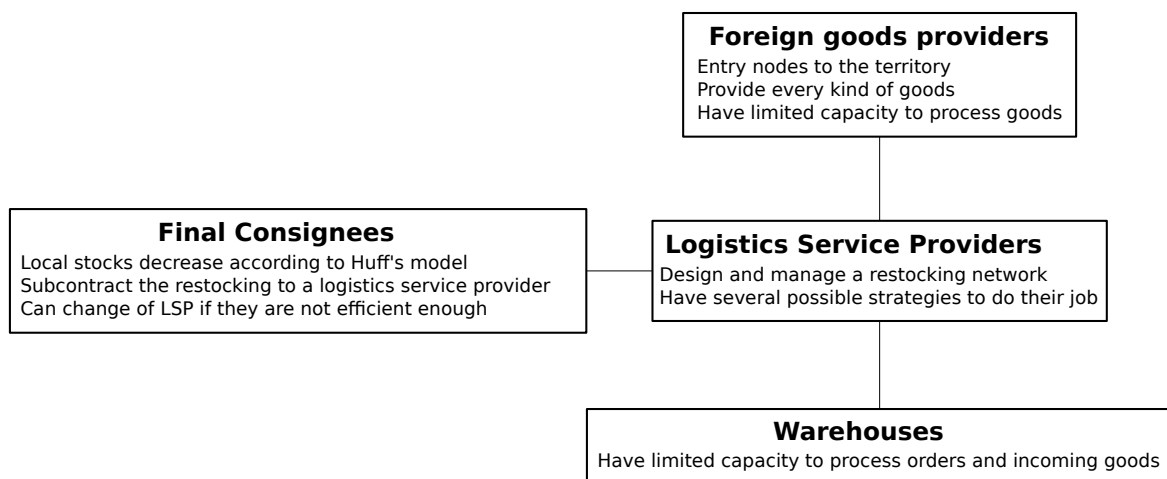 Foreign goods providers
Entry nodes to the territory
Provide every kind of goods
Have limited capacity to process goods
Final Consignees
Local stocks decrease according to Huff's model
Subcontract the restocking to a logistics service provider
Can change of LSP if they are not efficient enough
Logistics Service Providers
Design and manage a restocking network
Have several possible strategies to do their job
Warehouses
Have limited capacity to process orders and incoming goods